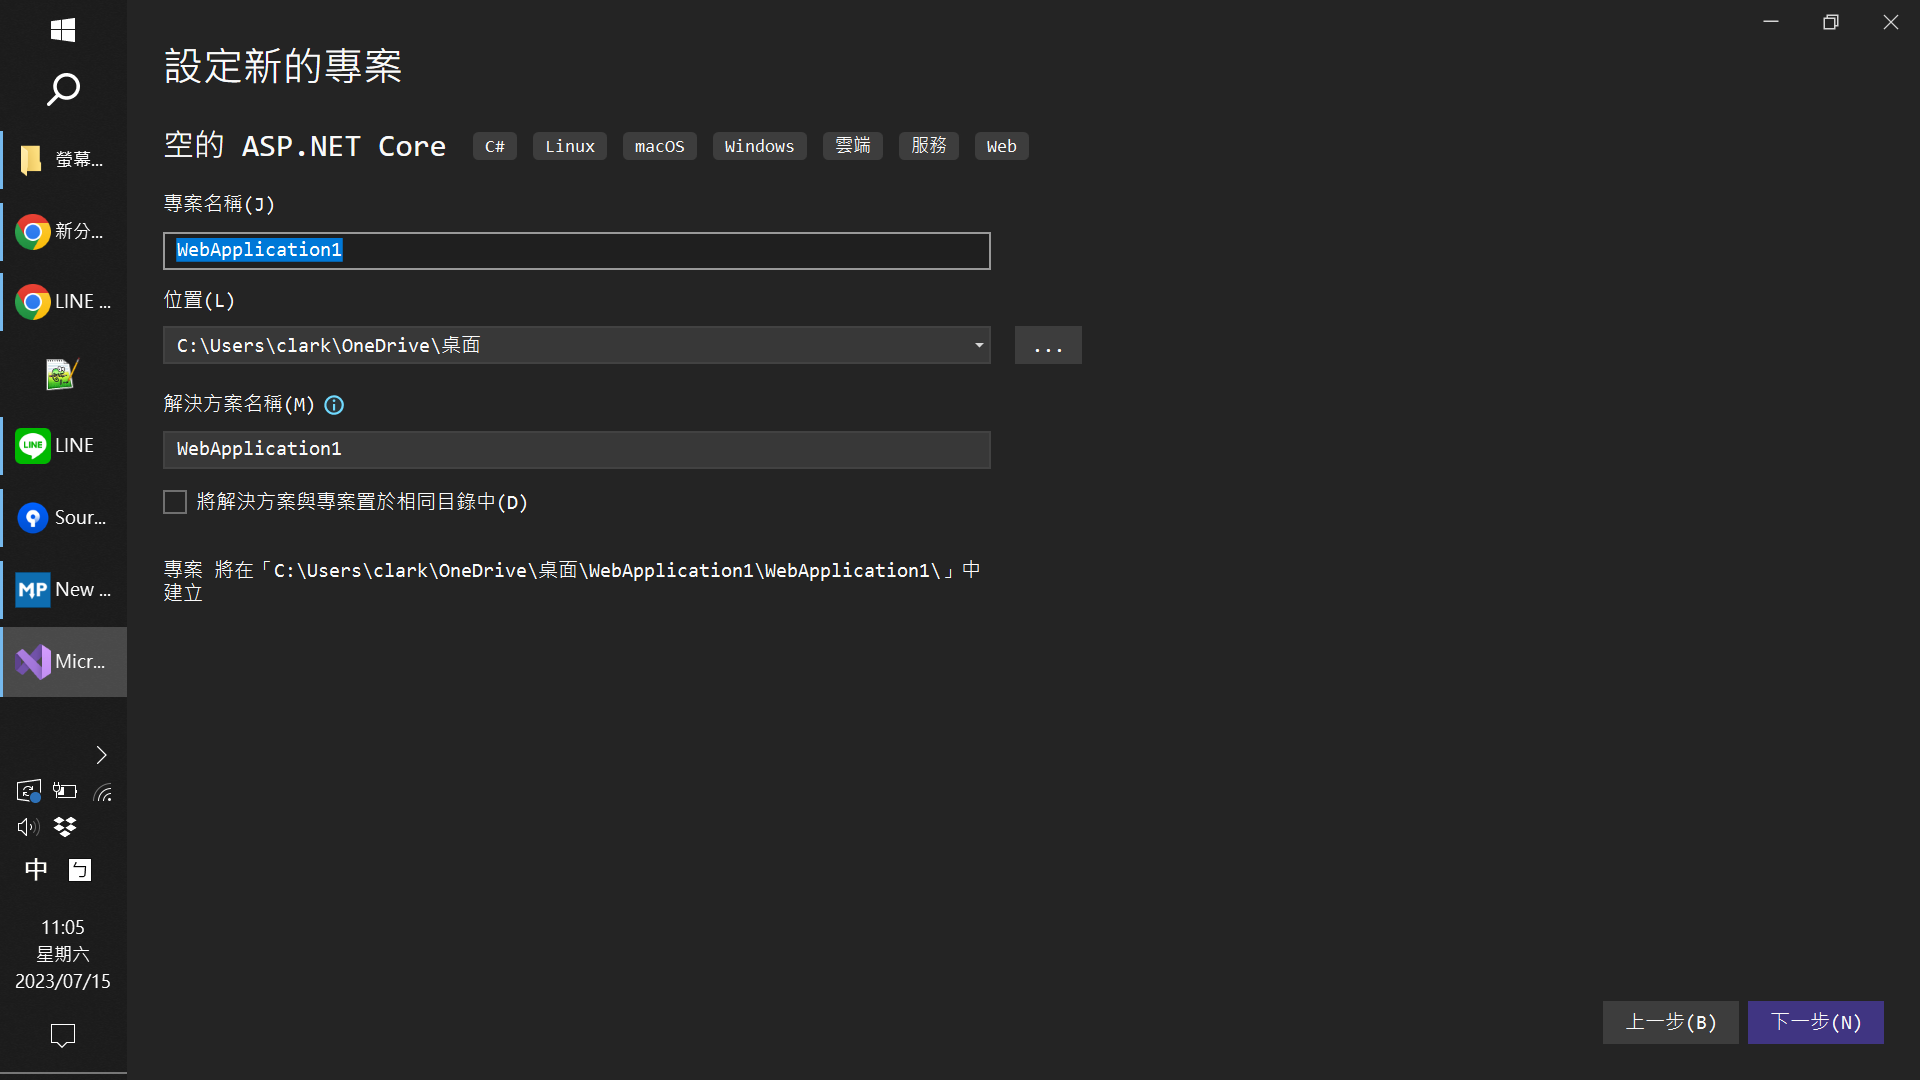 設定新的專案
空的 ASP.NET Core C# Linux macOS Windows 雲端 服務 Web
專案名稱(J)
WebApplication1
位置(L)
C:\Users\clark\OneDrive\桌面
...
解決方案名稱(M)
WebApplication1
將解決方案與專案置於相同目錄中(D)
專案 將在「C:\Users\clark\OneDrive\桌面\WebApplication1\WebApplication1\」中
建立
上一步(B)
下一步(N)
螢幕...
新分...
LINE ...
LINE
LINE
Sour...
MP
New ...
Micr...
中
ㄅ
11:05
星期六
2023/07/15